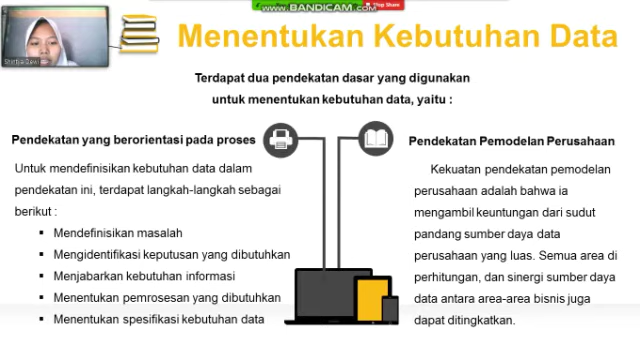 WWW.BANDICAM.COM
Stop Share
Shintya Dewi
Menentukan Kebutuhan Data
Terdapat dua pendekatan dasar yang digunakan
untuk menentukan kebutuhan data, yaitu :
Pendekatan yang berorientasi pada proses
Untuk mendefinisikan kebutuhan data dalam
pendekatan ini, terdapat langkah-langkah sebagai
berikut :
▪ Mendefinisikan masalah
▪ Mengidentifikasi keputusan yang dibutuhkan
▪ Menjabarkan kebutuhan informasi
▪ Menentukan pemrosesan yang dibutuhkan
▪ Menentukan spesifikasi kebutuhan data
Pendekatan Pemodelan Perusahaan
Kekuatan pendekatan pemodelan
perusahaan adalah bahwa ia
mengambil keuntungan dari sudut
pandang sumber daya data
perusahaan yang luas. Semua area di
perhitungan, dan sinergi sumber daya
data antara area-area bisnis juga
dapat ditingkatkan.